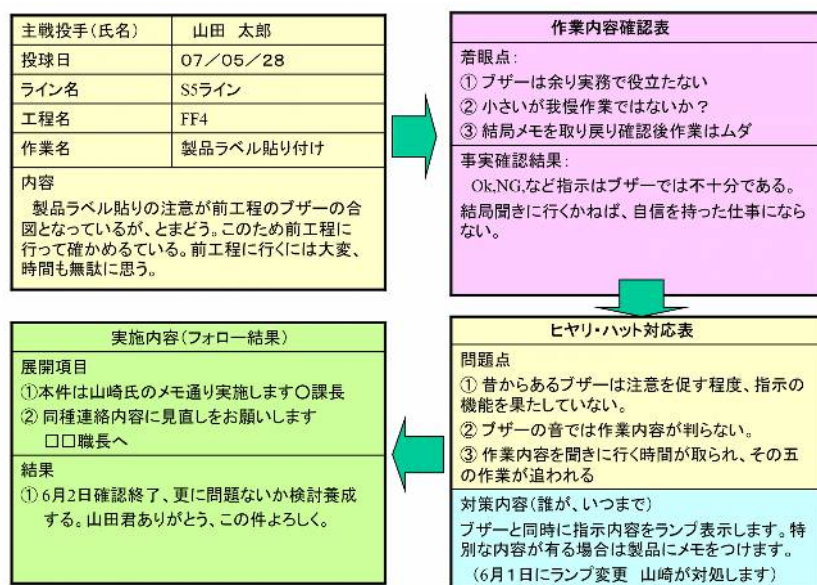 主戦投手(氏名) 山田 太郎
投球日 07/05/28
ライン名 S5ライン
工程名 FF4
作業名 製品ラベル貼り付け
内容
製品ラベル貼りの注意が前工程のブザーの合
図となっているが、とまどう。このため前工程に
行って確かめるている。前工程に行くには大変、
時間も無駄に思う。
作業内容確認表
着眼点:
① ブザーは余り実務で役立たない
② 小さいが我慢作業ではないか?
③ 結局メモを取り戻り確認後作業はムダ
事実確認結果:
Ok,NG,など指示はブザーでは不十分である。
結局聞きに行くかねば、自信を持った仕事になら
ない。
ヒヤリ・ハット対応表
問題点
① 昔からあるブザーは注意を促す程度、指示の
機能を果たしていない。
② ブザーの音では作業内容が判らない。
③ 作業内容を聞きに行く時間が取られ、その五
の作業が追われる
対策内容(誰が、いつまで)
ブザーと同時に指示内容をランプ表示します。特
別な内容が有る場合は製品にメモをつけます。
(6月1日にランプ変更 山崎が対処します)
実施内容(フォロー結果)
展開項目
①本件は山崎氏のメモ通り実施します〇課長
② 同種連絡内容に見直しをお願いします
□□職長へ
結果
① 6月2日確認終了、更に問題ないか検討養成
する。山田君ありがとう、この件よろしく。